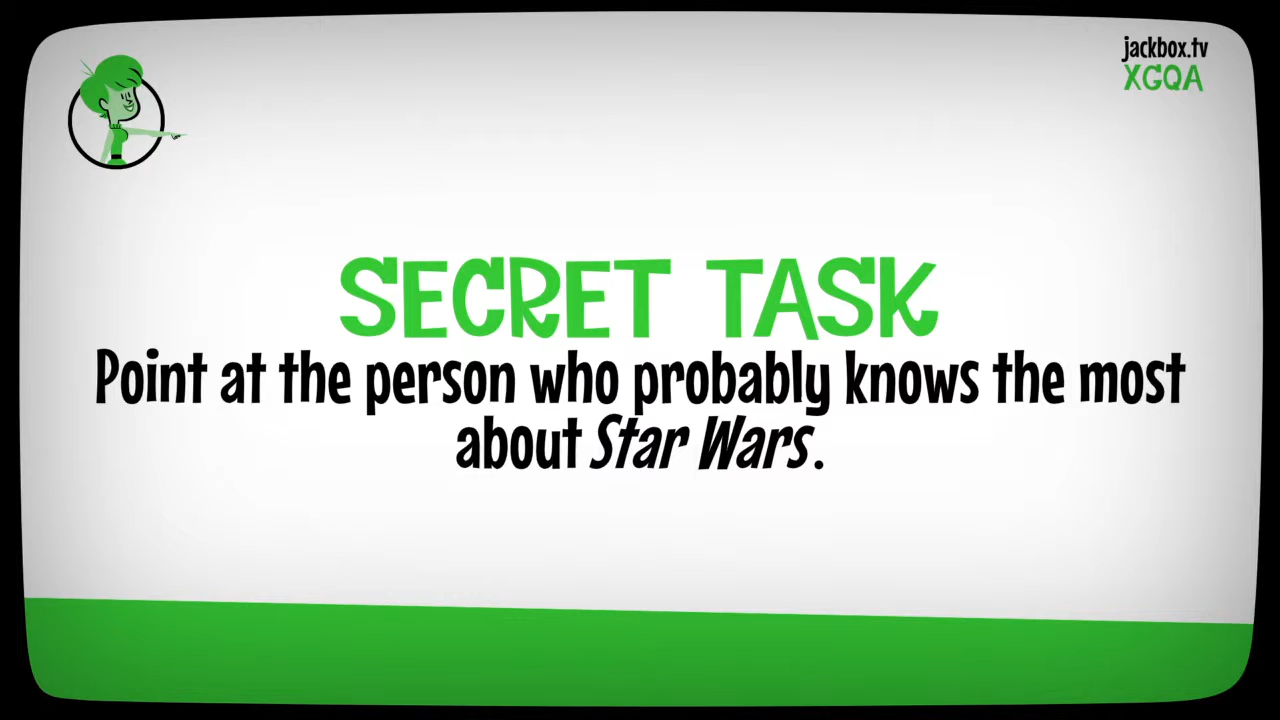 jackbox.tv
XGQA
SECRET TASK
Point at the person who probably knows the most
about Star Wars.